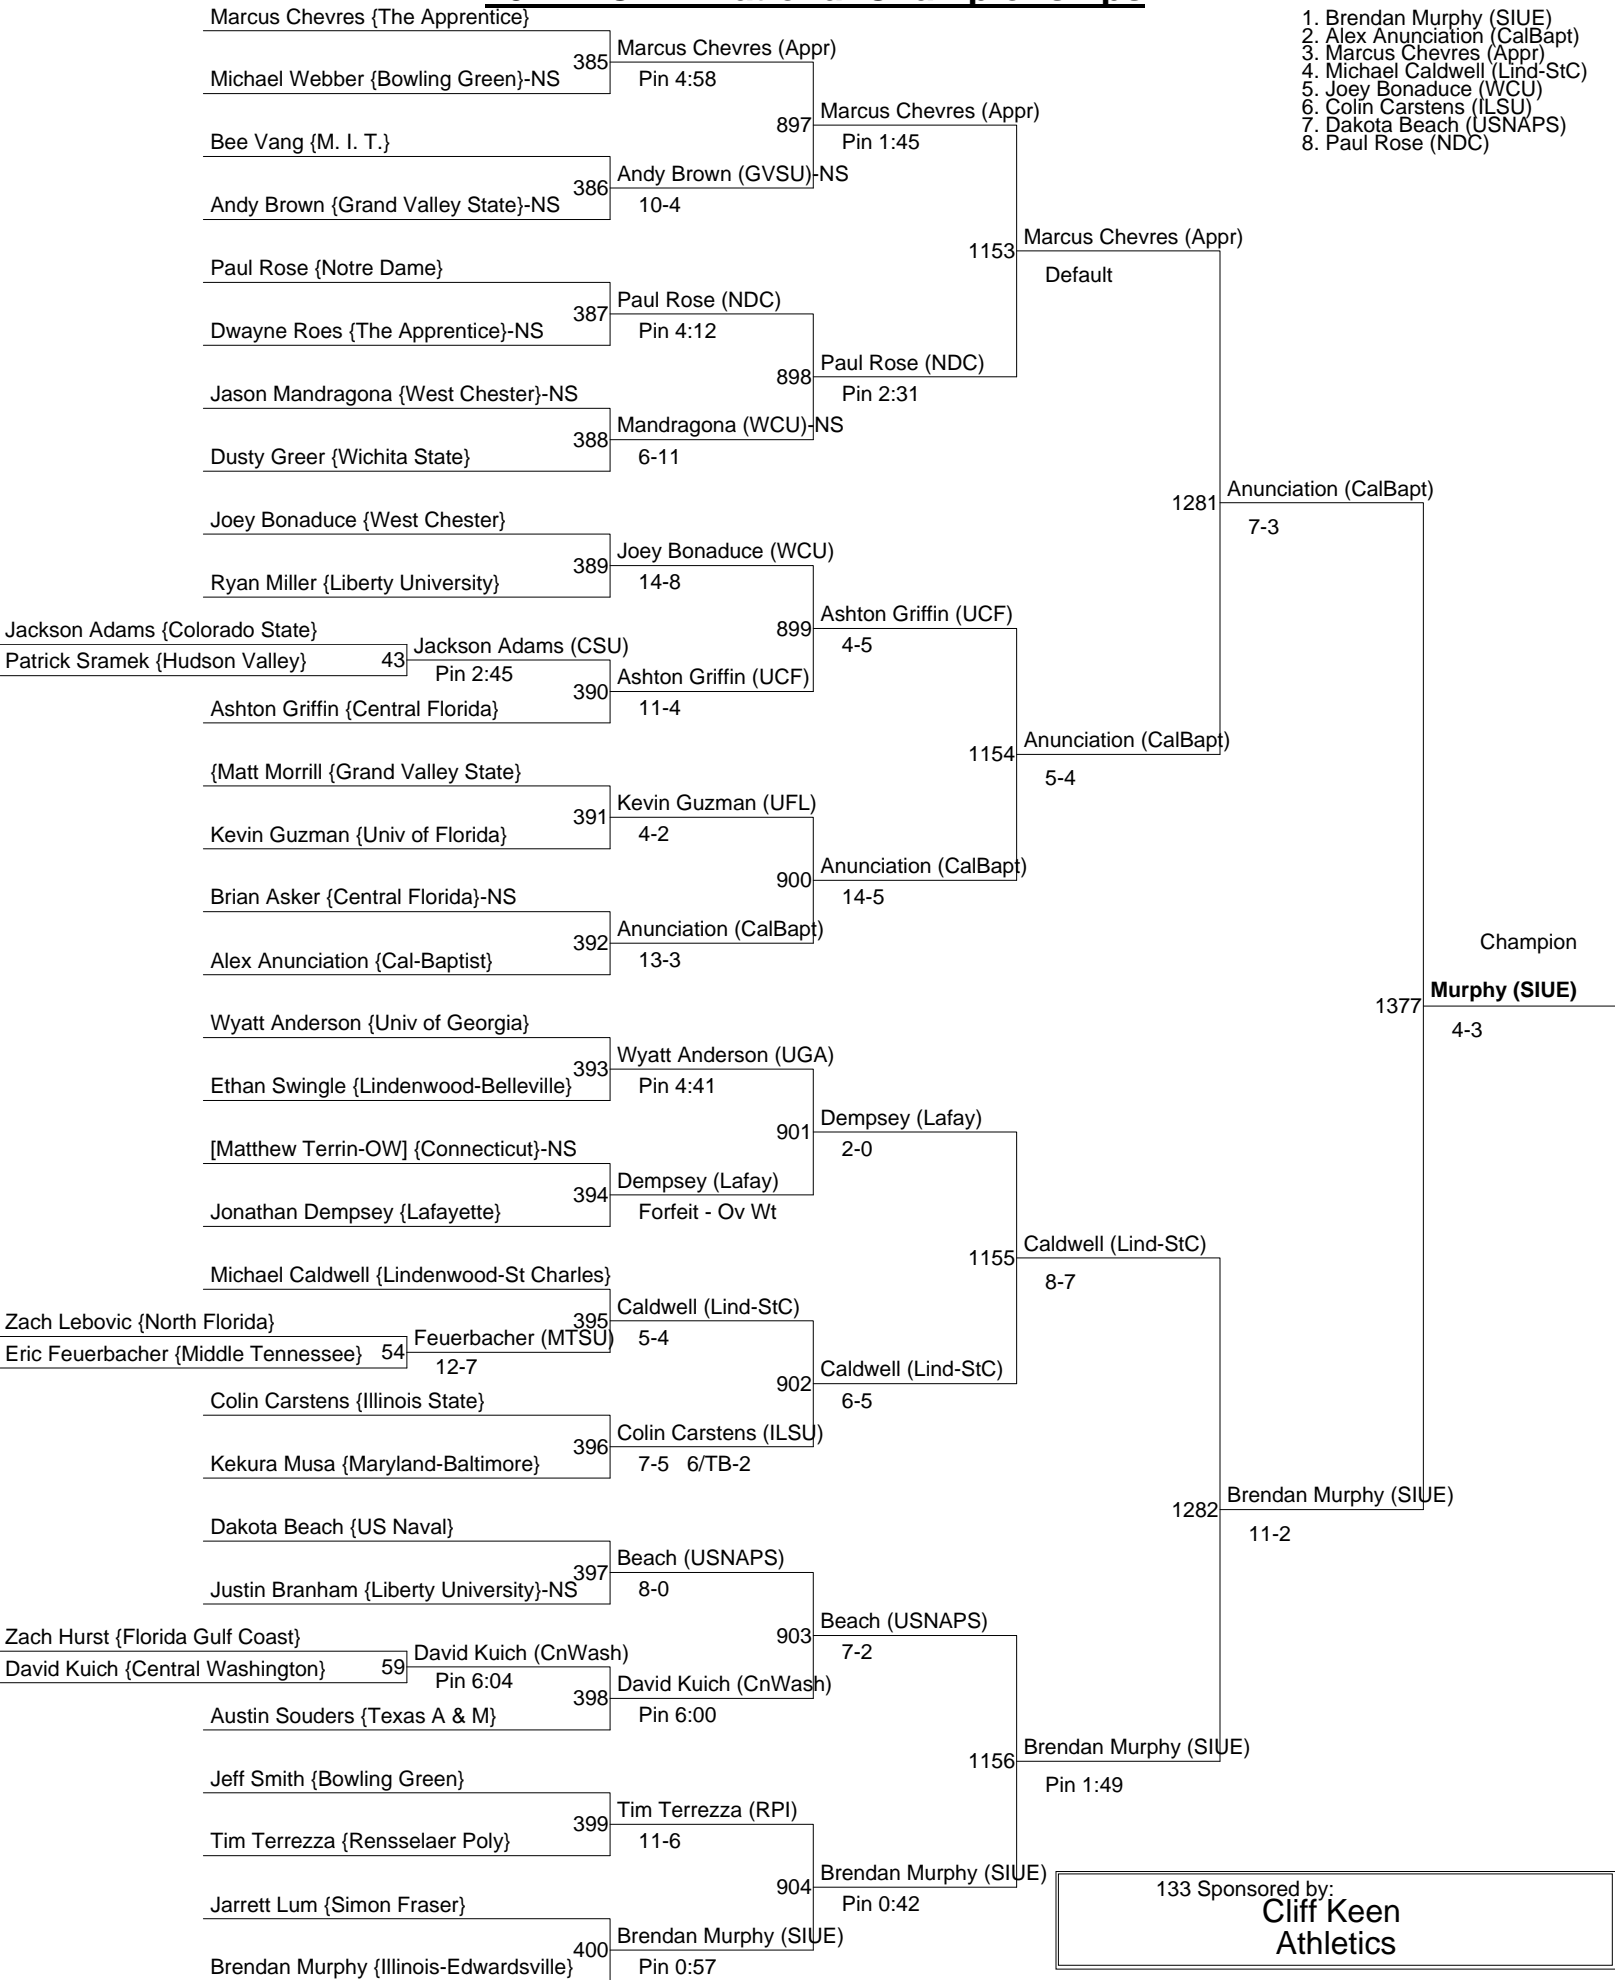 Marcus Chevres {The Apprentice}
385 Marcus Chevres (Appr)
Michael Webber {Bowling Green}-NS
Pin 4:58
897 Marcus Chevres (Appr)
Pin 1:45
Bee Vang {M. I. T.}
386 Andy Brown (GVSU)-NS
Andy Brown {Grand Valley State}-NS
10-4
1153 Marcus Chevres (Appr)
Default
Paul Rose {Notre Dame}
387 Paul Rose (NDC)
Dwayne Roes {The Apprentice}-NS
Pin 4:12
898 Paul Rose (NDC)
Pin 2:31
Jason Mandragona {West Chester}-NS
388 Mandragona (WCU)-NS
Dusty Greer {Wichita State}
6-11
1281 Anunciation (CalBapt)
7-3
Joey Bonaduce {West Chester}
389 Joey Bonaduce (WCU)
Ryan Miller {Liberty University}
14-8
899 Ashton Griffin (UCF)
4-5
Jackson Adams {Colorado State}
Patrick Sramek {Hudson Valley} 43
Jackson Adams (CSU)
Pin 2:45
390 Ashton Griffin (UCF)
Ashton Griffin {Central Florida}
11-4
1154 Anunciation (CalBapt)
5-4
{Matt Morrill {Grand Valley State}
391 Kevin Guzman (UFL)
Kevin Guzman {Univ of Florida}
4-2
900 Anunciation (CalBapt)
14-5
Brian Asker {Central Florida}-NS
392 Anunciation (CalBapt)
Alex Anunciation {Cal-Baptist}
13-3
Champion
1377 Murphy (SIUE)
4-3
Wyatt Anderson {Univ of Georgia}
393 Wyatt Anderson (UGA)
Ethan Swingle {Lindenwood-Belleville}
Pin 4:41
901 Dempsey (Lafay)
2-0
[Matthew Terrin-OW] {Connecticut}-NS
394 Dempsey (Lafay)
Jonathan Dempsey {Lafayette}
Forfeit - Ov Wt
1155 Caldwell (Lind-StC)
8-7
Michael Caldwell {Lindenwood-St Charles}
395 Caldwell (Lind-StC)
5-4
Zach Lebovic {North Florida}
Eric Feuerbacher {Middle Tennessee} 54
Feuerbacher (MTSU)
12-7
902 Caldwell (Lind-StC)
6-5
Colin Carstens {Illinois State}
396 Colin Carstens (ILSU)
Kekura Musa {Maryland-Baltimore}
7-5 6/TB-2
1282 Brendan Murphy (SIUE)
11-2
Dakota Beach {US Naval}
397 Beach (USNAPS)
Justin Branham {Liberty University}-NS
8-0
903 Beach (USNAPS)
7-2
Zach Hurst {Florida Gulf Coast}
David Kuich {Central Washington} 59
David Kuich (CnWash)
Pin 6:04
398 David Kuich (CnWash)
Austin Souders {Texas A & M}
Pin 6:00
1156 Brendan Murphy (SIUE)
Pin 1:49
Jeff Smith {Bowling Green}
399 Tim Terrezza (RPI)
Tim Terrezza {Rensselaer Poly}
11-6
904 Brendan Murphy (SIUE)
Pin 0:42
Jarrett Lum {Simon Fraser}
400 Brendan Murphy (SIUE)
Brendan Murphy {Illinois-Edwardsville}
Pin 0:57
1. Brendan Murphy (SIUE)
2. Alex Anunciation (CalBapt)
3. Marcus Chevres (Appr)
4. Michael Caldwell (Lind-StC)
5. Joey Bonaduce (WCU)
6. Colin Carstens (ILSU)
7. Dakota Beach (USNAPS)
8. Paul Rose (NDC)
133 Sponsored by:
Cliff Keen
Athletics